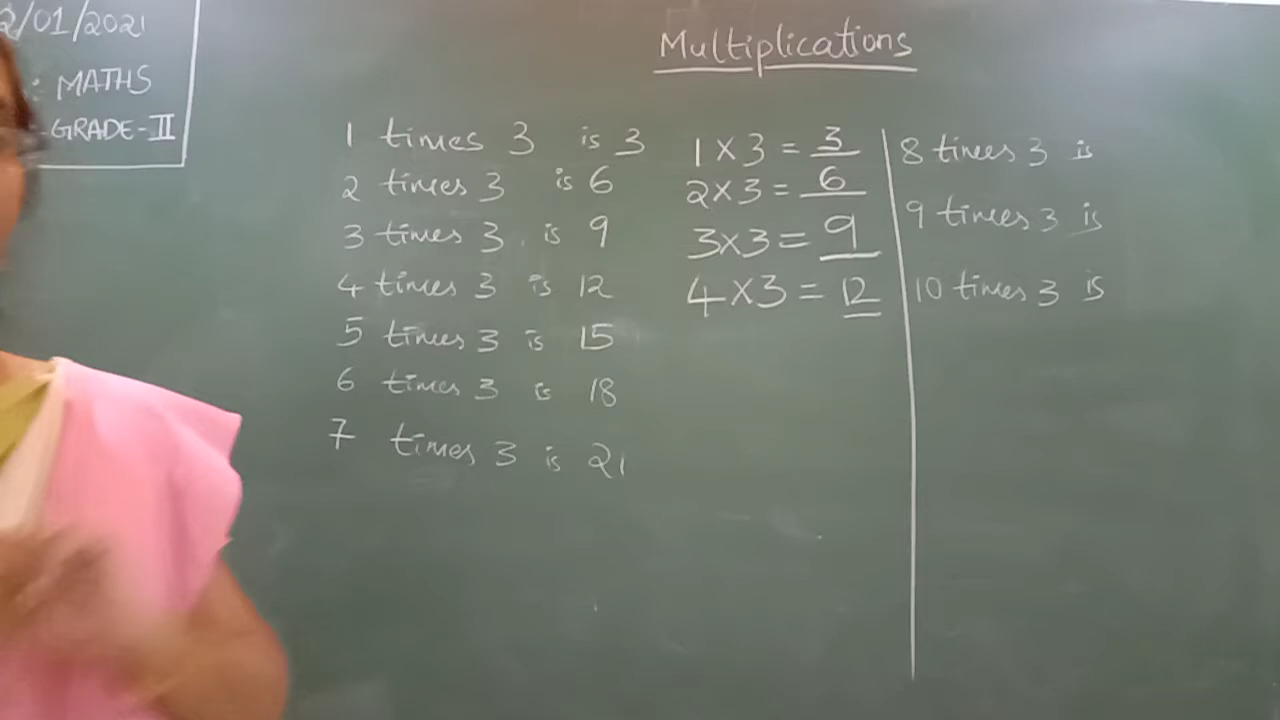 2/01/2021
: MATHS
-GRADE-II
Multiplications
1 times 3 is 3
2 times 3 is 6
3 times 3 is 9
4 times 3 is 12
5 times 3 is 15
6 times 3 is 18
7 times 3 is 21
1 x 3 = 3
2 x 3 = 6
3 x 3 = 9
4 x 3 = 12
8 times 3 is
9 times 3 is
10 times 3 is